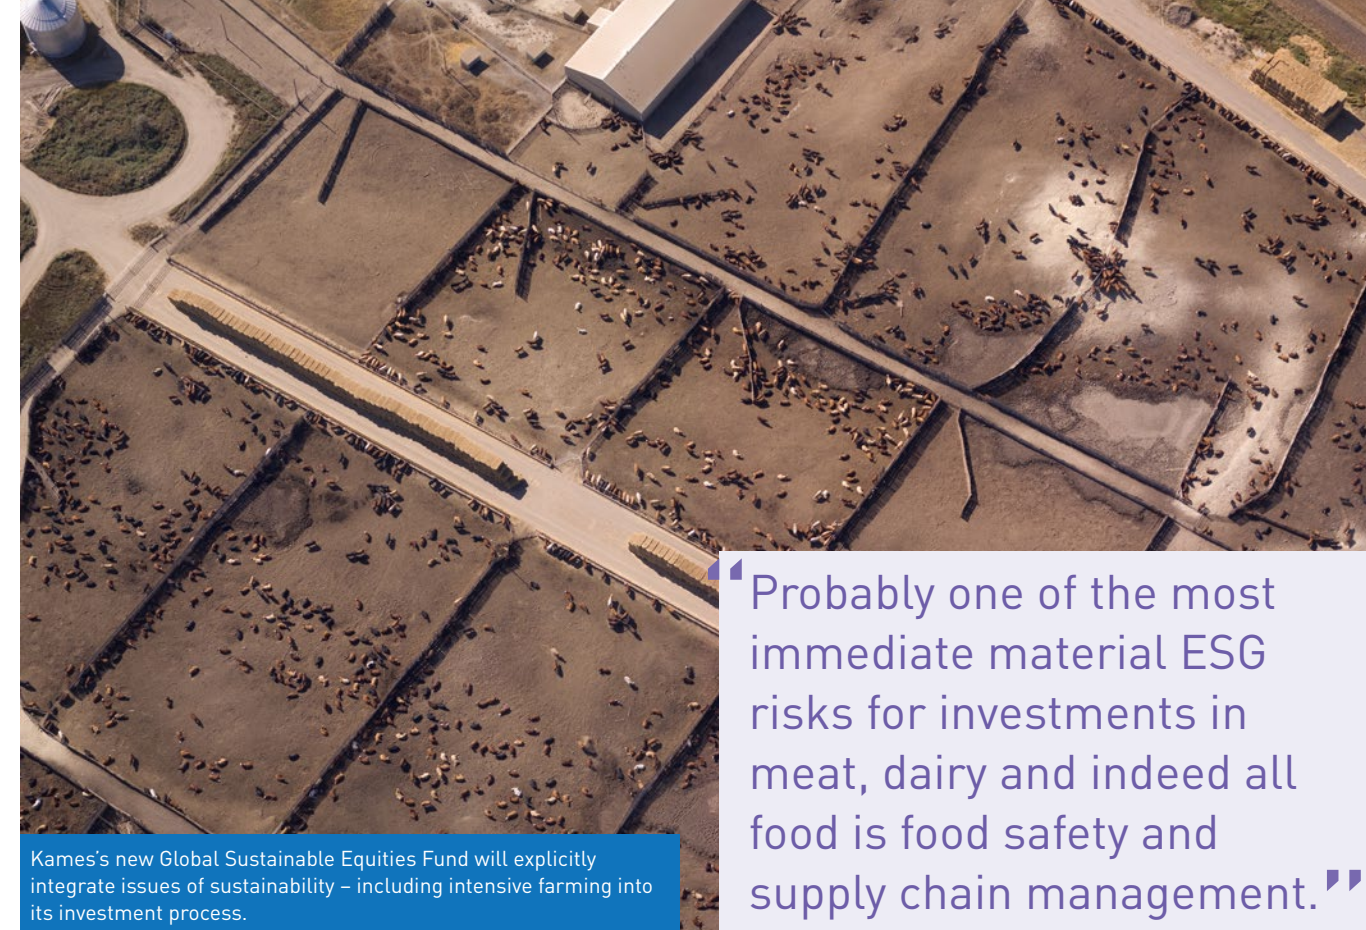 “Probably one of the most
immediate material ESG
risks for investments in
meat, dairy and indeed all
food is food safety and
supply chain management.”
Kames’s new Global Sustainable Equities Fund will explicitly
integrate issues of sustainability – including intensive farming into
its investment process.